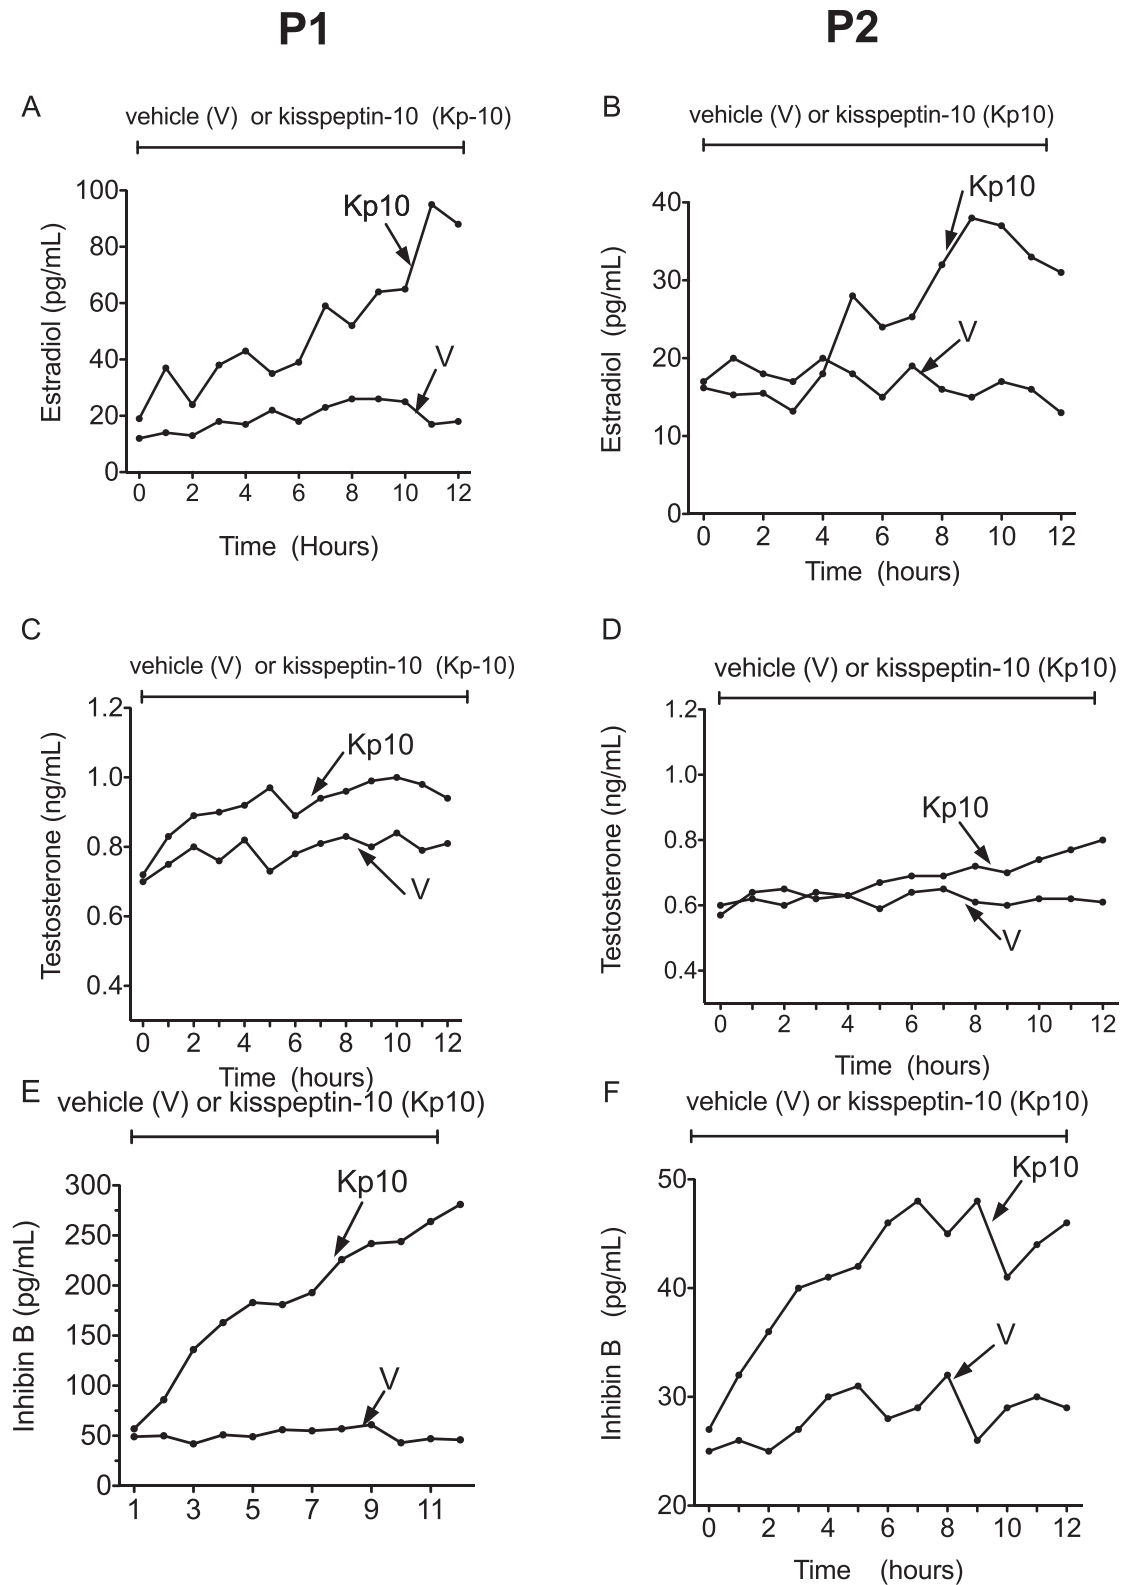 P1
P2
A
vehicle (V) or kisspeptin-10 (Kp-10)
Estradiol (pg/mL)
100
80
60
40
20
0
Kp10
V
0 2 4 6 8 10 12
Time (Hours)
B
vehicle (V) or kisspeptin-10 (Kp10)
Estradiol (pg/mL)
40
30
20
10
0
Kp10
V
0 2 4 6 8 10 12
Time (hours)
C
vehicle (V) or kisspeptin-10 (Kp-10)
Testosterone (ng/mL)
1.2
1.0
0.8
0.6
0.4
Kp10
V
0 2 4 6 8 10 12
Time (hours)
D
vehicle (V) or kisspeptin-10 (Kp10)
Testosterone (ng/mL)
1.2
1.0
0.8
0.6
0.4
Kp10
V
0 2 4 6 8 10 12
Time (hours)
E
vehicle (V) or kisspeptin-10 (Kp10)
Inhibin B (pg/mL)
300
250
200
150
100
50
0
Kp10
V
1 3 5 7 9 11
F
vehicle (V) or kisspeptin-10 (Kp10)
Inhibin B (pg/mL)
50
40
30
20
Kp10
V
0 2 4 6 8 10 12
Time (hours)